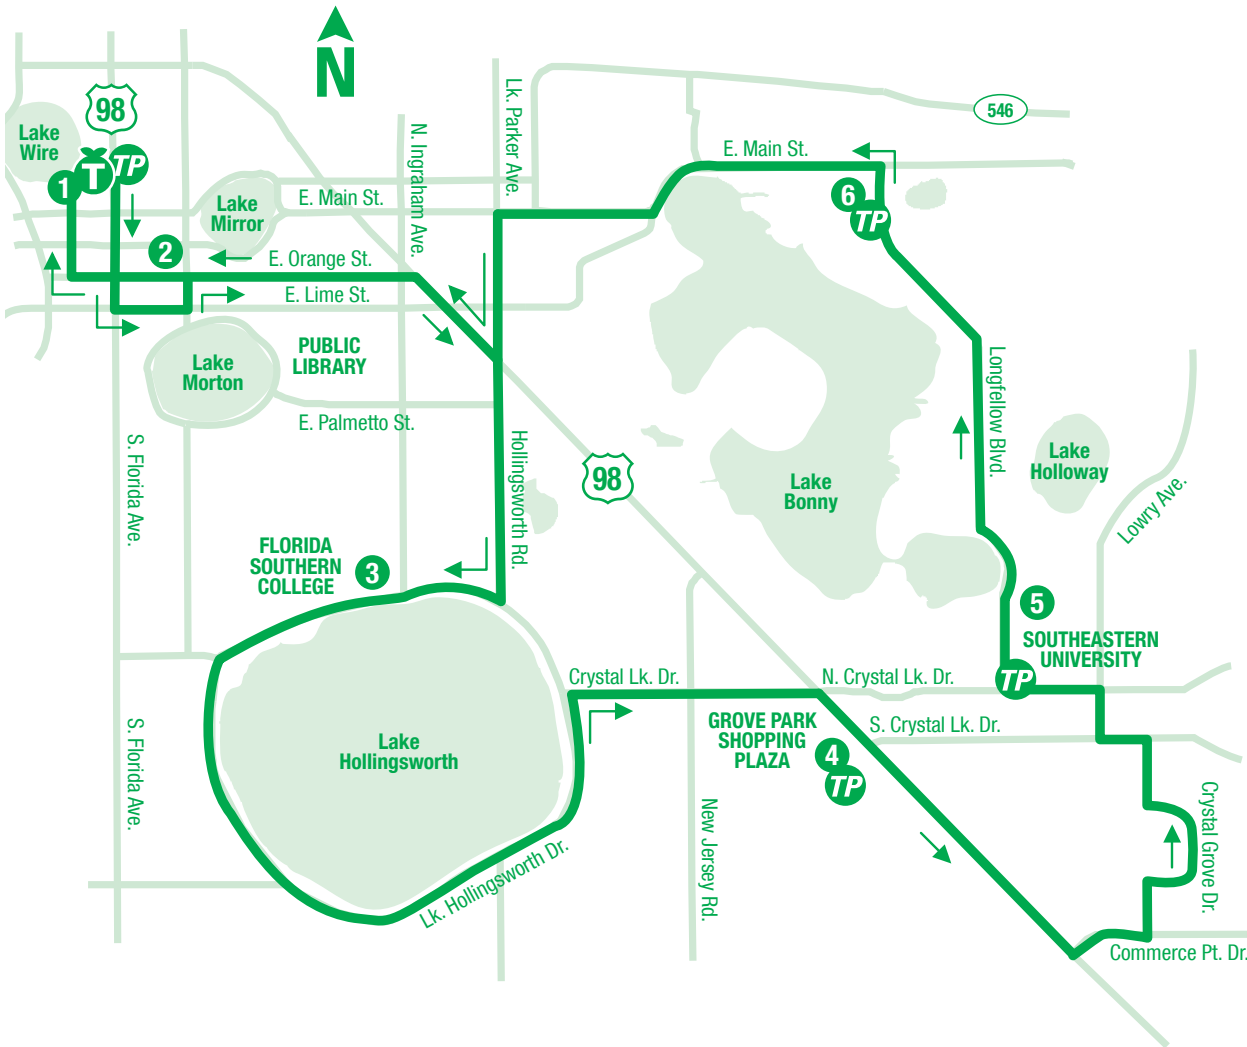 N
98
Lake
Wire
T
TP
1
Lk. Parker Ave.
546
N. Ingraham Ave.
E. Main St.
E. Main St.
6
TP
Lake
Mirror
2
E. Orange St.
E. Lime St.
PUBLIC
LIBRARY
Lake
Morton
E. Palmetto St.
Longfellow Blvd.
S. Florida Ave.
Hollingsworth Rd.
98
Lake
Bonny
Lake
Holloway
Lowry Ave.
FLORIDA
SOUTHERN
COLLEGE
3
5
SOUTHEASTERN
UNIVERSITY
TP
Crystal Lk. Dr.
N. Crystal Lk. Dr.
GROVE PARK
SHOPPING
PLAZA
S. Crystal Lk. Dr.
4
TP
S. Florida Ave.
Lake
Hollingsworth
New Jersey Rd.
Crystal Grove Dr.
Lk. Hollingsworth Dr.
Commerce Pt. Dr.